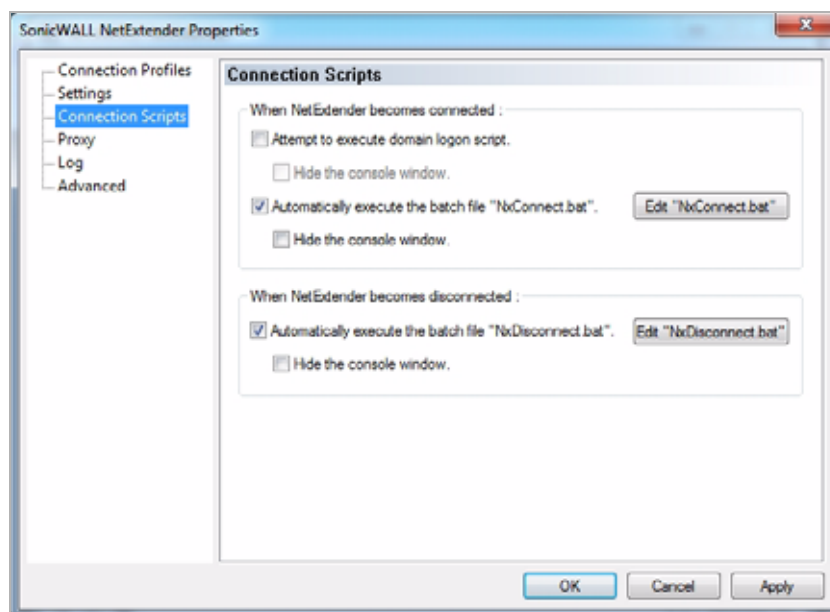 SonicWALL NetExtender Properties
Connection Profiles
Settings
Connection Scripts
Proxy
Log
Advanced
Connection Scripts
When NetExtender becomes connected :
Attempt to execute domain logon script.
Hide the console window.
Automatically execute the batch file "NxConnect.bat".
Edit "NxConnect.bat"
Hide the console window.
When NetExtender becomes disconnected :
Automatically execute the batch file "NxDisconnect.bat".
Edit "NxDisconnect.bat"
Hide the console window.
OK
Cancel
Apply